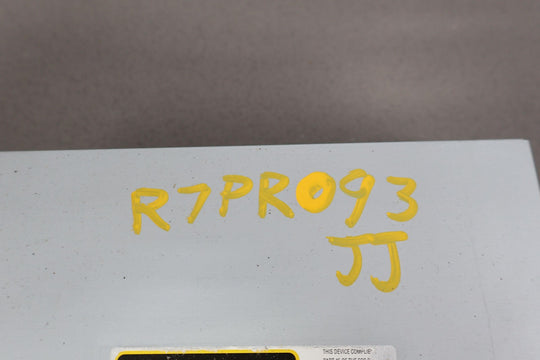 R7PRO93
JJ
THIS DEVICE COMPLIE